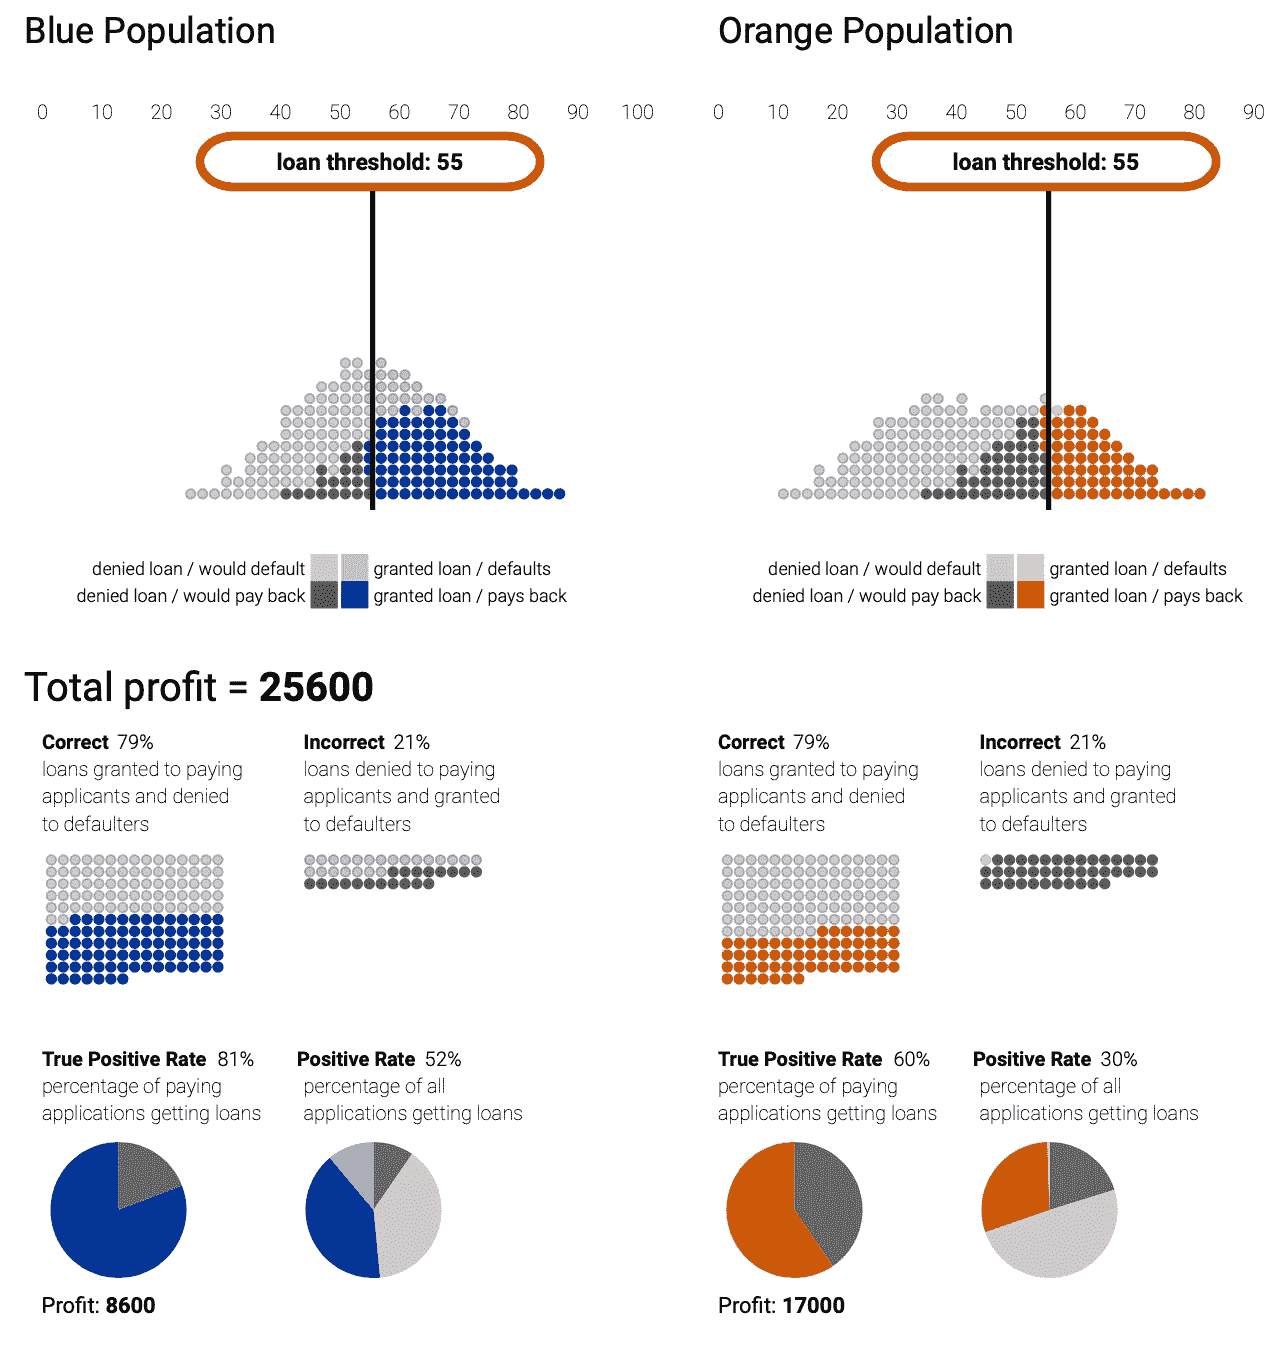 Blue Population
Orange Population
0 10 20 30 40 50 60 70 80 90 100
0 10 20 30 40 50 60 70 80 90
loan threshold: 55
loan threshold: 55
denied loan / would default
granted loan / defaults
denied loan / would pay back
granted loan / pays back
denied loan / would default
granted loan / defaults
denied loan / would pay back
granted loan / pays back
Total profit = 25600
Correct 79%
loans granted to paying
applicants and denied
to defaulters
Incorrect 21%
loans denied to paying
applicants and granted
to defaulters
Correct 79%
loans granted to paying
applicants and denied
to defaulters
Incorrect 21%
loans denied to paying
applicants and granted
to defaulters
True Positive Rate 81%
percentage of paying
applications getting loans
Positive Rate 52%
percentage of all
applications getting loans
True Positive Rate 60%
percentage of paying
applications getting loans
Positive Rate 30%
percentage of all
applications getting loans
Profit: 8600
Profit: 17000